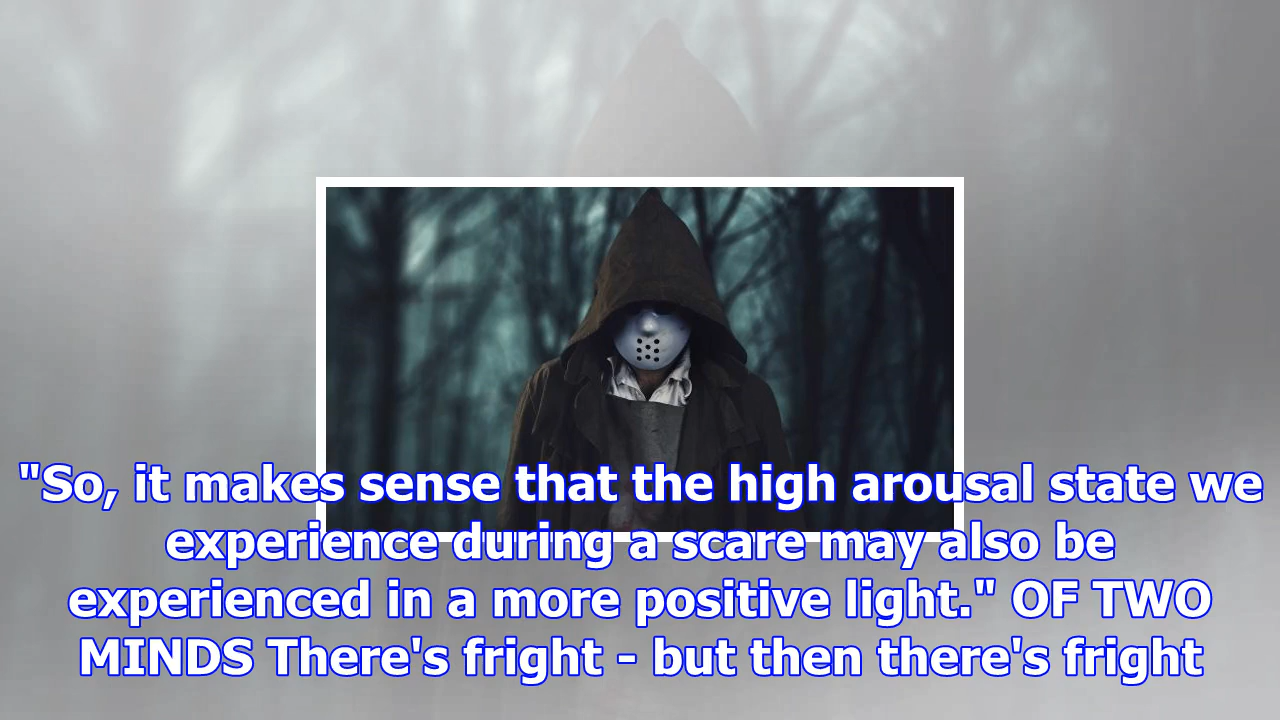 "So, it makes sense that the high arousal state we
experience during a scare may also be
experienced in a more positive light." OF TWO
MINDS There's fright - but then there's fright